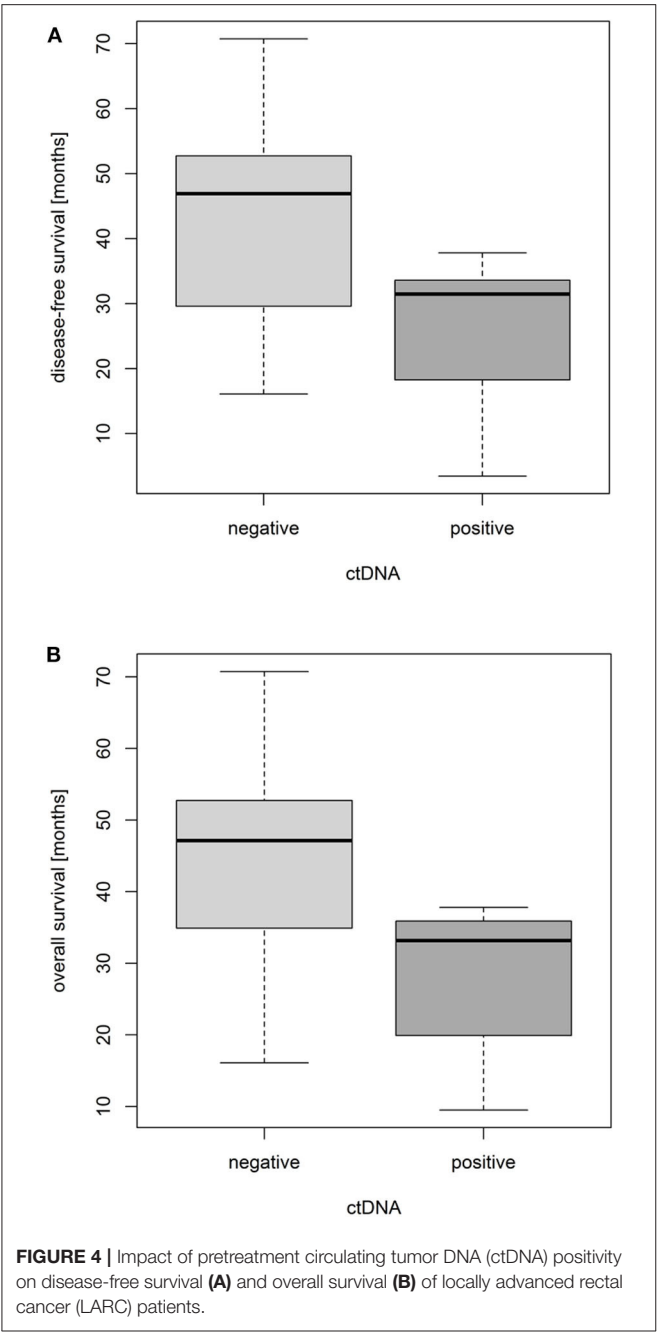 A
disease-free survival [months]
70
60
50
40
30
20
10
negative positive
ctDNA
B
overall survival [months]
70
60
50
40
30
20
10
negative positive
ctDNA
FIGURE 4 | Impact of pretreatment circulating tumor DNA (ctDNA) positivity
on disease-free survival (A) and overall survival (B) of locally advanced rectal
cancer (LARC) patients.